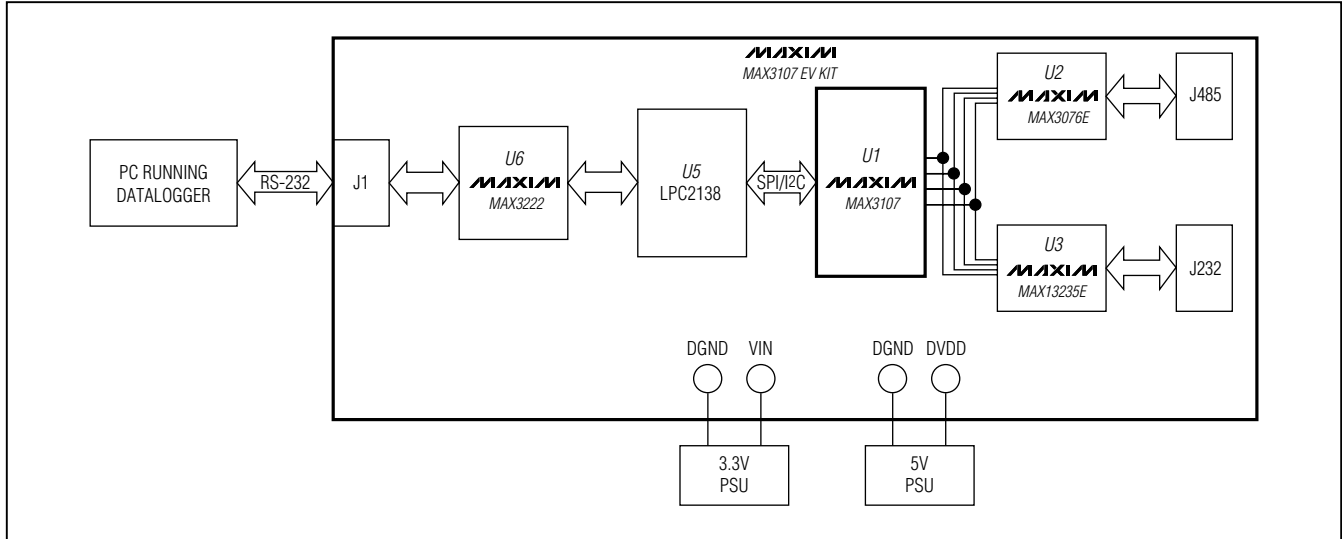 MAXIM
MAX3107 EV KIT
PC RUNNING
DATALOGGER
RS-232
J1
U6
MAXIM
MAX3222
U5
LPC2138
SPI/I²C
U1
MAXIM
MAX3107
U2
MAXIM
MAX3076E
J485
U3
MAXIM
MAX13235E
J232
DGND
VIN
DGND
DVDD
3.3V
PSU
5V
PSU